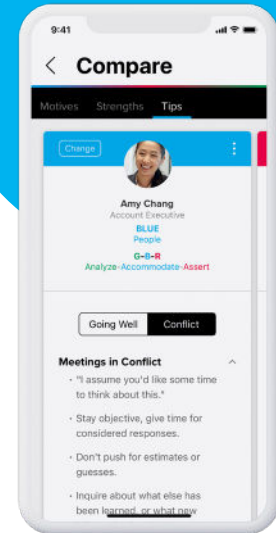 9:41
Compare
Motives Strengths Tips
Change
Amy Chang
Account Executive
BLUE
People
G-B-R
Analyze-Accommodate-Assert
Going Well Conflict
Meetings in Conflict
• "I assume you'd like some time
to think about this."
• Stay objective, give time for
considered responses.
• Don't push for estimates or
guesses.
• Inquire about what else has
been learned, or what new